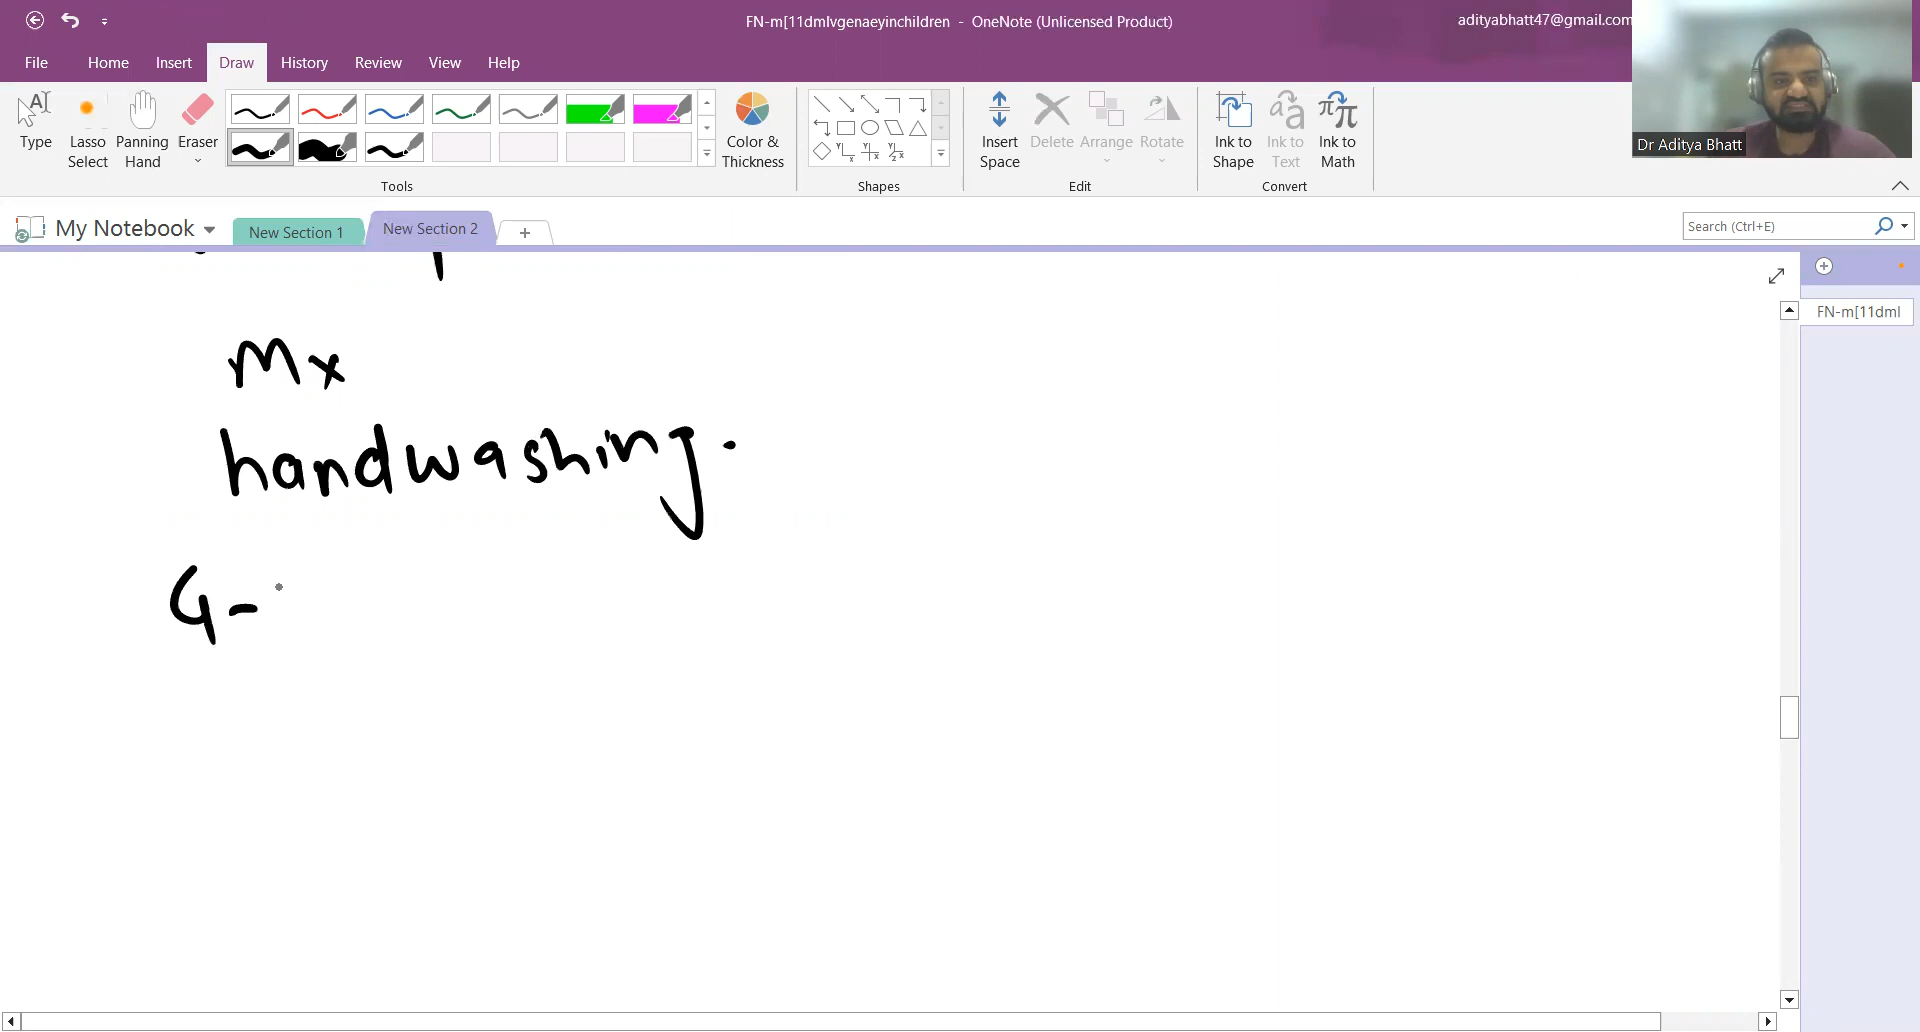 FN-m[11dmlvgenaeyinchildren - OneNote (Unlicensed Product)
adityabhatt47@gmail.com
File Home Insert Draw History Review View Help
Type
Lasso Select
Panning Hand
Eraser
Color & Thickness
Insert Space
Delete
Arrange
Rotate
Ink to Shape
Ink to Text
Ink to Math
Dr Aditya Bhatt
Tools Shapes Edit Convert
My Notebook New Section 1 New Section 2
Search (Ctrl+E)
FN-m[11dml
Mx
handwashing.
G-